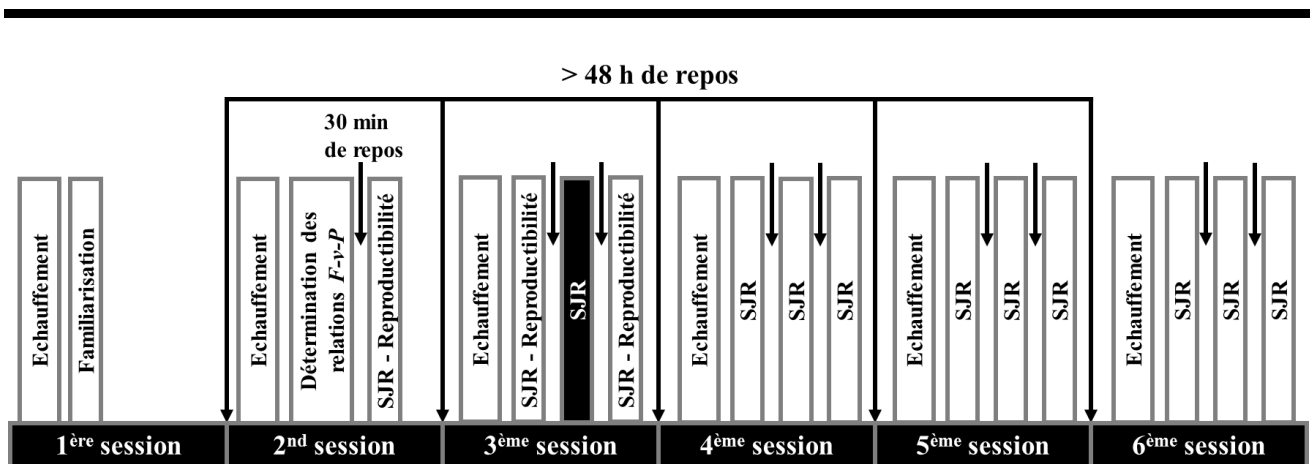 > 48 h de repos
30 min
de repos
Echauffement
Familiarisation
Echauffement
Détermination des
relations F-v-P
SJR - Reproductibilité
Echauffement
SJR - Reproductibilité
SJR
SJR - Reproductibilité
Echauffement
SJR
SJR
SJR
Echauffement
SJR
SJR
SJR
Echauffement
SJR
SJR
SJR
1ère session
2nd session
3ème session
4ème session
5ème session
6ème session